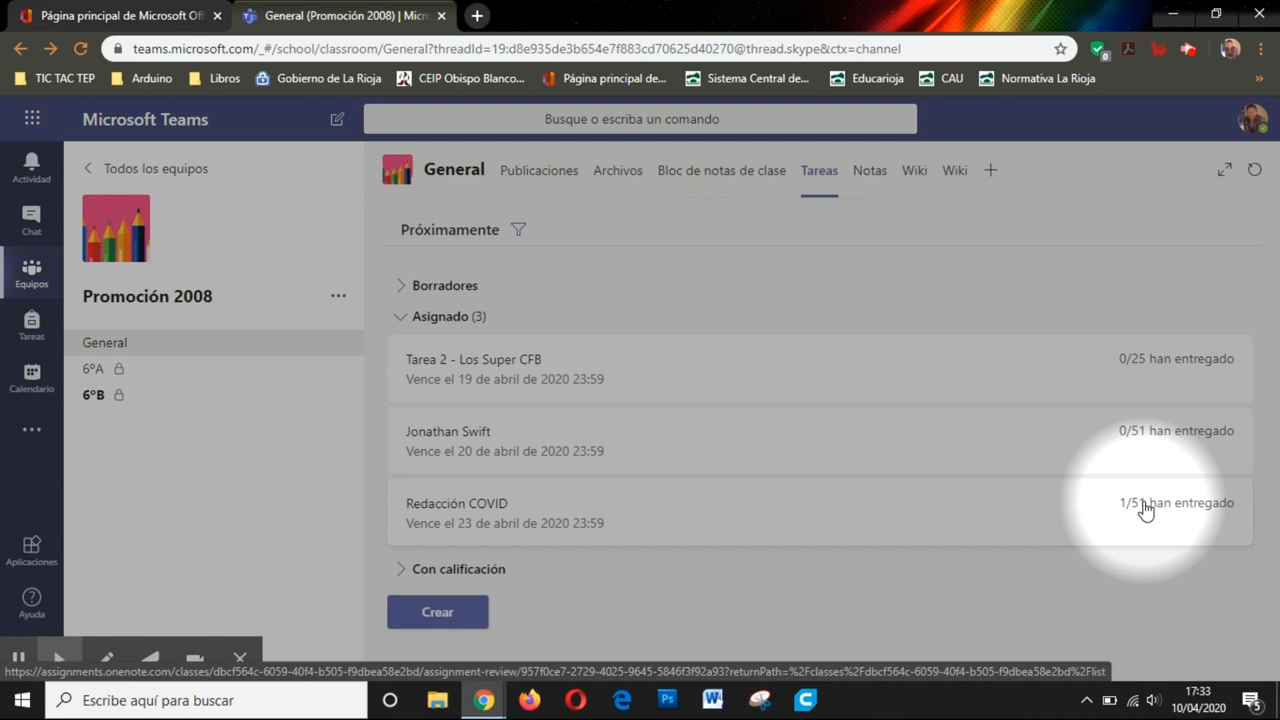 Página principal de Microsoft Ofi
General (Promoción 2008) | Micro
teams.microsoft.com/_#/school/classroom/General?threadId=19:d8e935de3b654e7f883cd70625d40270@thread.skype&ctx=channel
0
TIC TAC TEP
Arduino
Libros
Gobierno de La Rioja
CEIP Obispo Blanco...
Página principal de...
Sistema Central de...
Educarioja
CAU
Normativa La Rioja
»
Microsoft Teams
Busque o escriba un comando
Actividad
Chat
Equipos
Tareas
Calendario
Aplicaciones
Ayuda
Todos los equipos
Promoción 2008
General
6ºA
6ºB
General
Publicaciones
Archivos
Bloc de notas de clase
Tareas
Notas
Wiki
Wiki
Próximamente
Borradores
Asignado (3)
Tarea 2 - Los Super CFB
0/25 han entregado
Vence el 19 de abril de 2020 23:59
Jonathan Swift
0/51 han entregado
Vence el 20 de abril de 2020 23:59
Redacción COVID
1/51 han entregado
Vence el 23 de abril de 2020 23:59
Con calificación
Crear
https://assignments.onenote.com/classes/dbcf564c-6059-40f4-b505-f9dbea58e2bd/assignment-review/957f0ce7-2729-4025-9645-5846f3f92a93?returnPath=%2Fclasses%2Fdbcf564c-6059-40f4-b505-f9dbea58e2bd%2Flist
Escribe aquí para buscar
Ps
17:33
10/04/2020
5